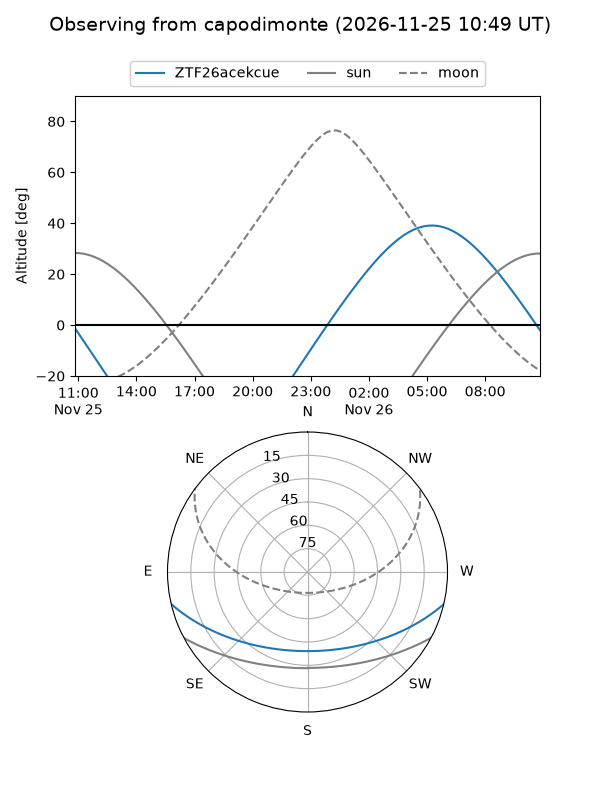 Observing from capodimonte (2026-11-25 10:49 UT)
ZTF26acekcue sun moon
Altitude [deg]
80
60
40
20
0
−20
11:00 14:00 17:00 20:00 23:00 02:00 05:00 08:00
Nov 25 Nov 26
N
NE NW
15
30
45
60
75
E W
SE SW
S